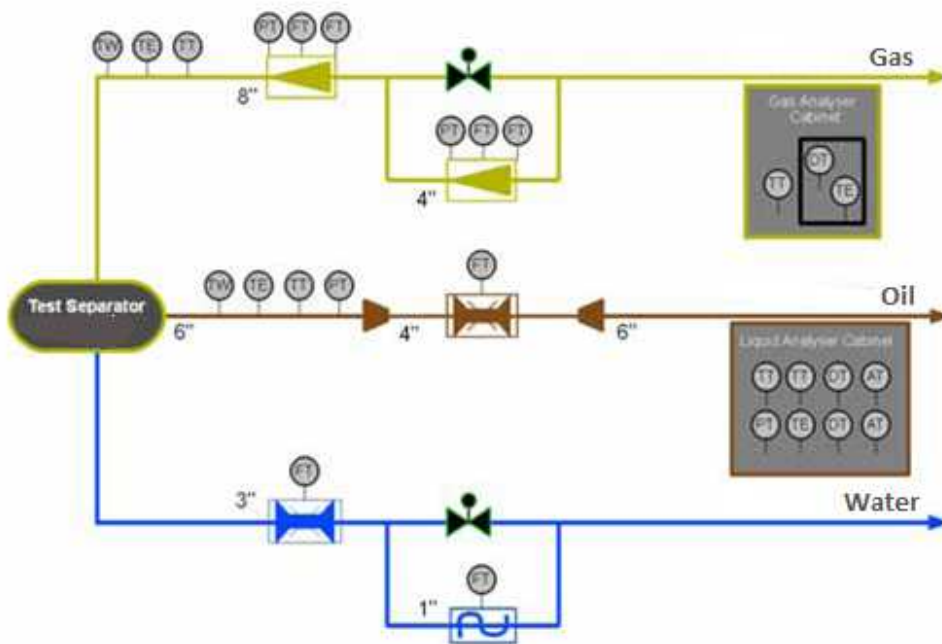 PT FT FT
TW TE TT
Gas
8"
Gas Analyser
Cabinet
PT FT FT
DT
TT
TE
4"
FT
Test Separator
TW TE TT PT
Oil
6"
4"
6"
Liquid Analyser Cabinet
TT TT DT AT
PT TE DT AT
FT
3"
Water
FT
1"